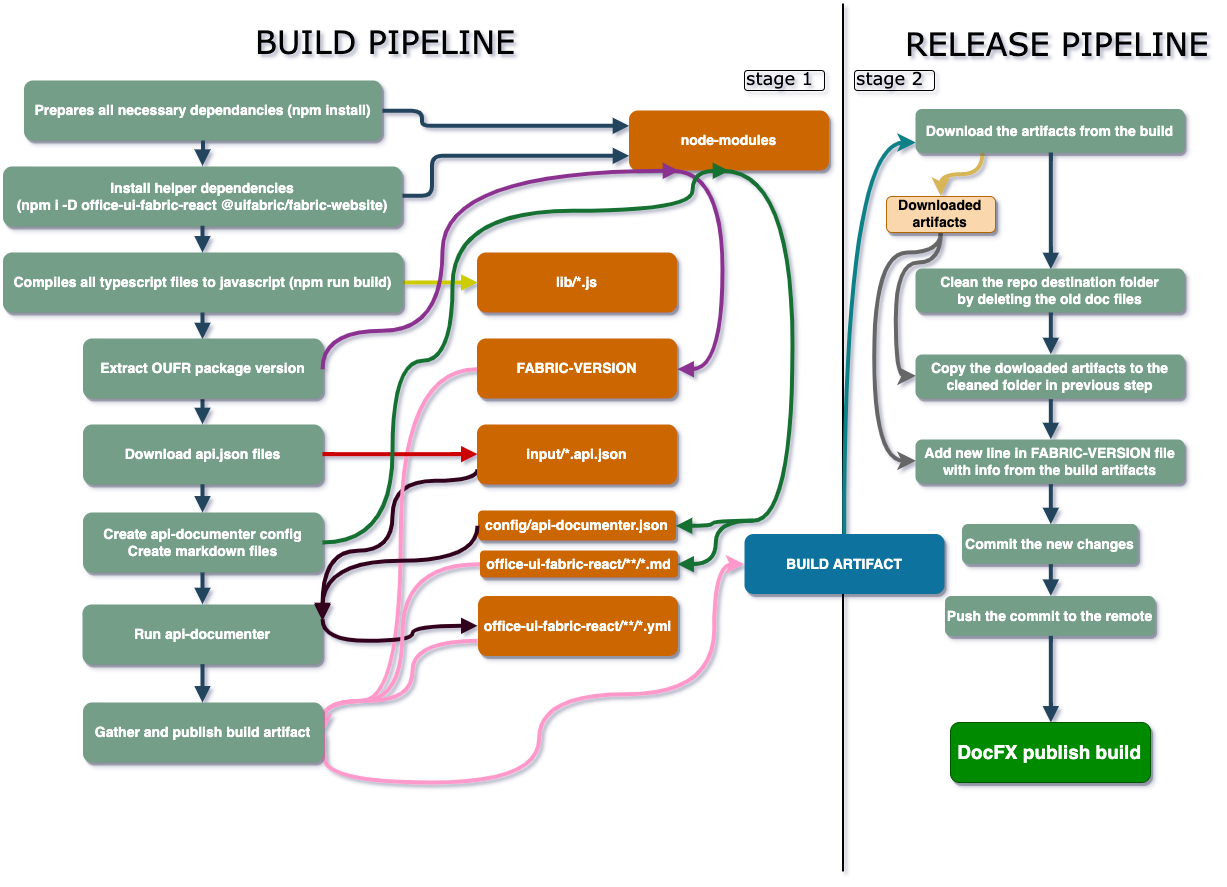 BUILD PIPELINE
RELEASE PIPELINE
stage 1
stage 2
Prepares all necessary dependancies (npm install)
node-modules
Install helper dependencies
(npm i -D office-ui-fabric-react @uifabric/fabric-website)
Compiles all typescript files to javascript (npm run build)
lib/*.js
Extract OUFR package version
FABRIC-VERSION
Download api.json files
input/*.api.json
Create api-documenter config
Create markdown files
config/api-documenter.json
office-ui-fabric-react/**/*.md
Run api-documenter
office-ui-fabric-react/**/*.yml
Gather and publish build artifact
BUILD ARTIFACT
Download the artifacts from the build
Downloaded
artifacts
Clean the repo destination folder
by deleting the old doc files
Copy the dowloaded artifacts to the
cleaned folder in previous step
Add new line in FABRIC-VERSION file
with info from the build artifacts
Commit the new changes
Push the commit to the remote
DocFX publish build